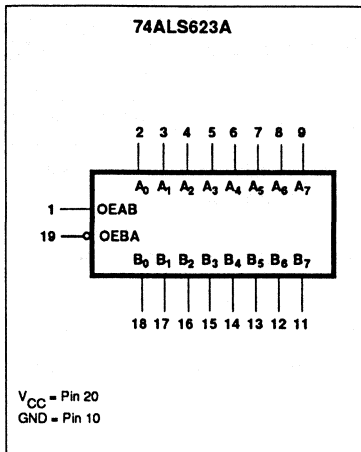 74ALS623A
2 3 4 5 6 7 8 9
A0 A1 A2 A3 A4 A5 A6 A7
1 OEAB
19 OEBA
B0 B1 B2 B3 B4 B5 B6 B7
18 17 16 15 14 13 12 11
VCC = Pin 20
GND = Pin 10